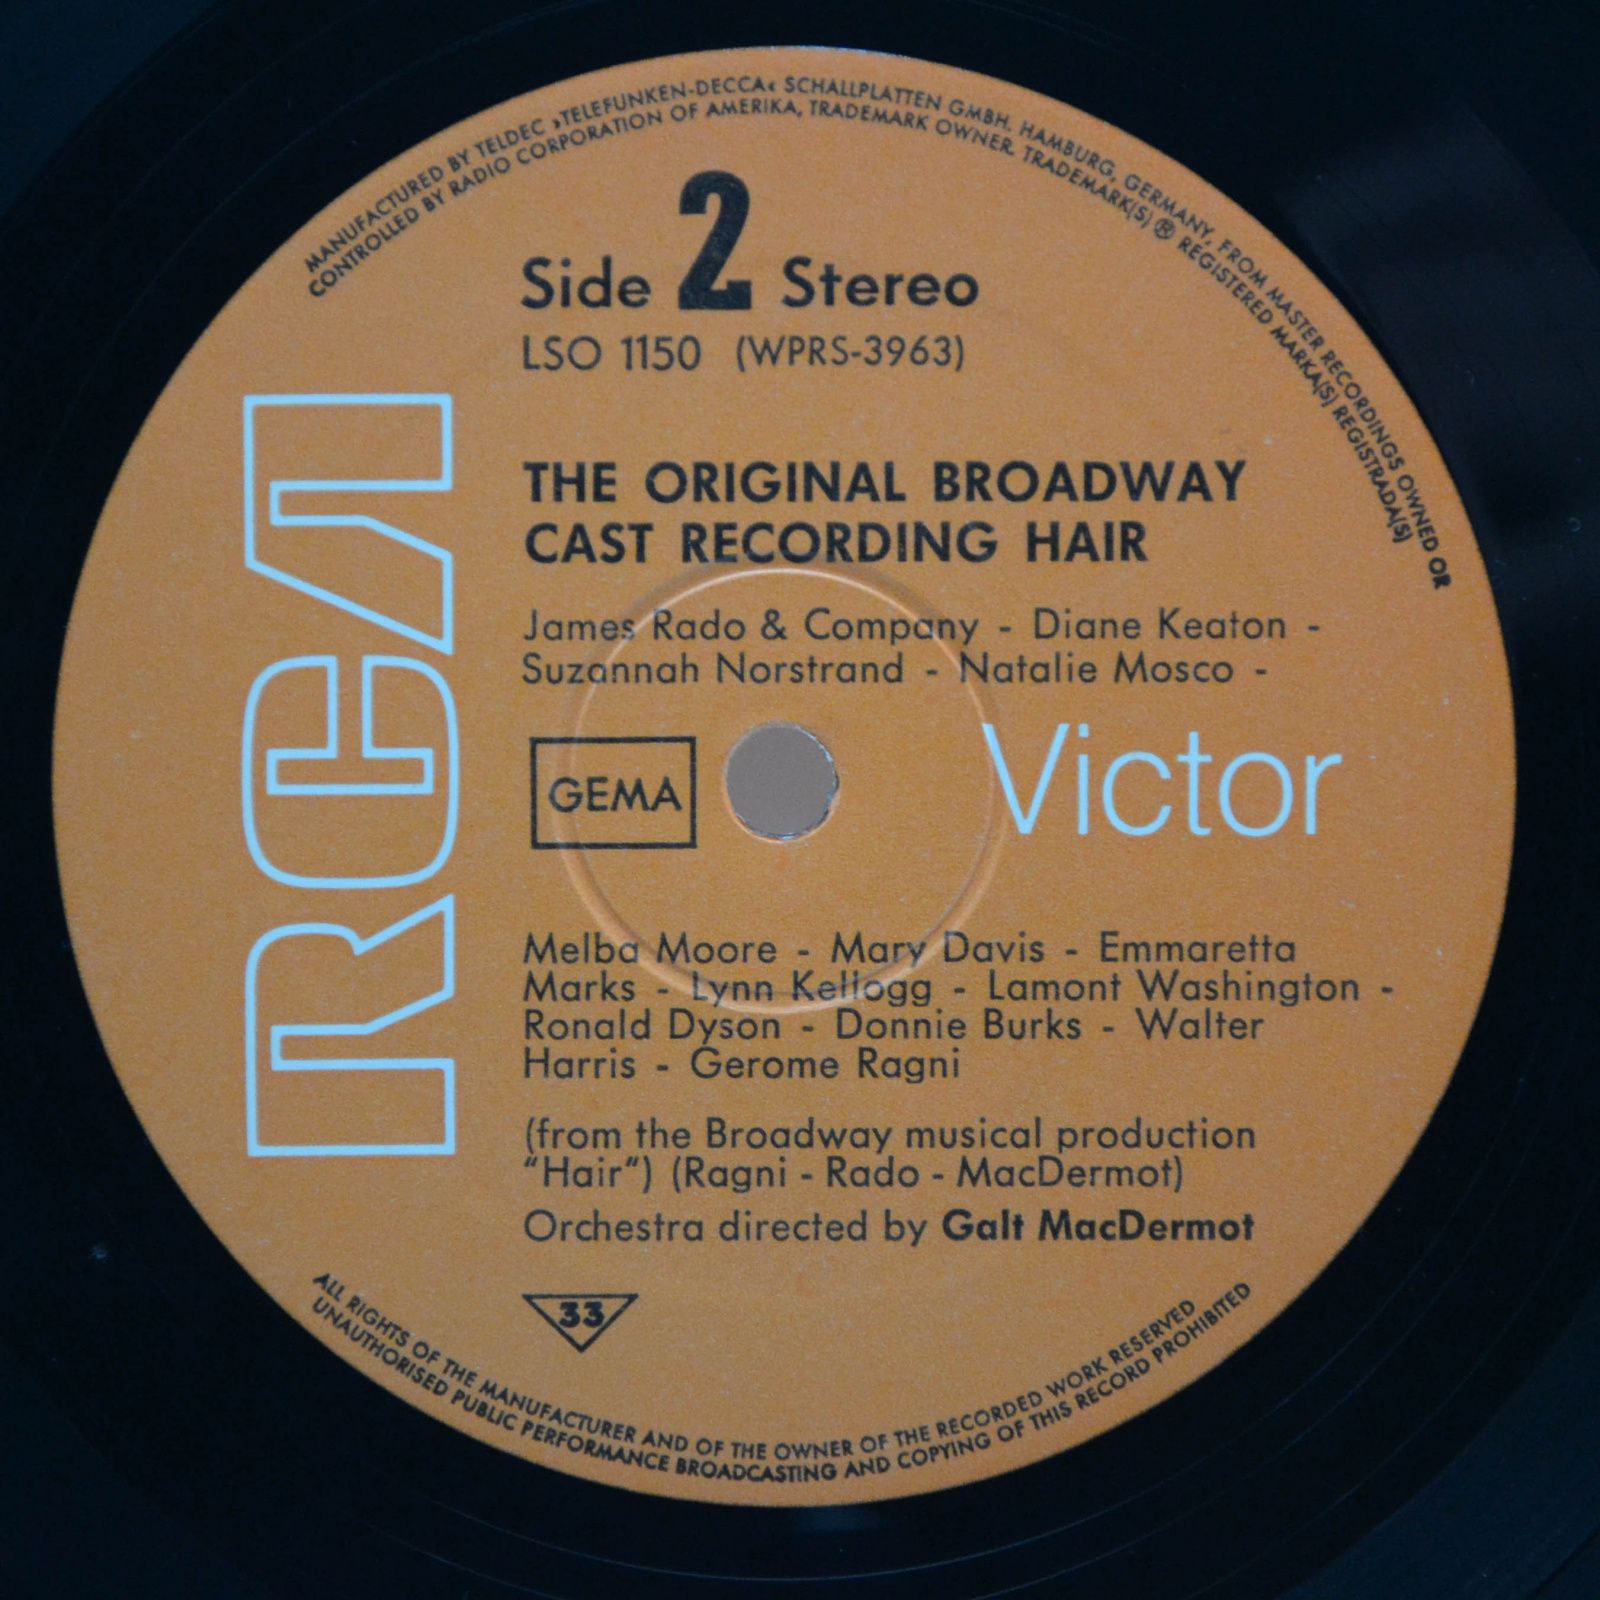 MANUFACTURED BY TELDEC ›TELEFUNKEN-DECCA‹ SCHALLPLATTEN GMBH. HAMBURG, GERMANY, FROM MASTER RECORDINGS OWNED OR
CONTROLLED BY RADIO CORPORATION OF AMERIKA, TRADEMARK OWNER. TRADEMARK(S) ® REGISTERED MARKA(S) REGISTRADA(S)
Side 2 Stereo
LSO 1150 (WPRS-3963)
RCA
THE ORIGINAL BROADWAY
CAST RECORDING HAIR
James Rado & Company - Diane Keaton -
Suzannah Norstrand - Natalie Mosco -
GEMA
Victor
Melba Moore - Mary Davis - Emmaretta
Marks - Lynn Kellogg - Lamont Washington -
Ronald Dyson - Donnie Burks - Walter
Harris - Gerome Ragni
(from the Broadway musical production
"Hair") (Ragni - Rado - MacDermot)
Orchestra directed by Galt MacDermot
33
ALL RIGHTS OF THE MANUFACTURER AND OF THE OWNER OF THE RECORDED WORK RESERVED
UNAUTHORISED PUBLIC PERFORMANCE BROADCASTING AND COPYING OF THIS RECORD PROHIBITED